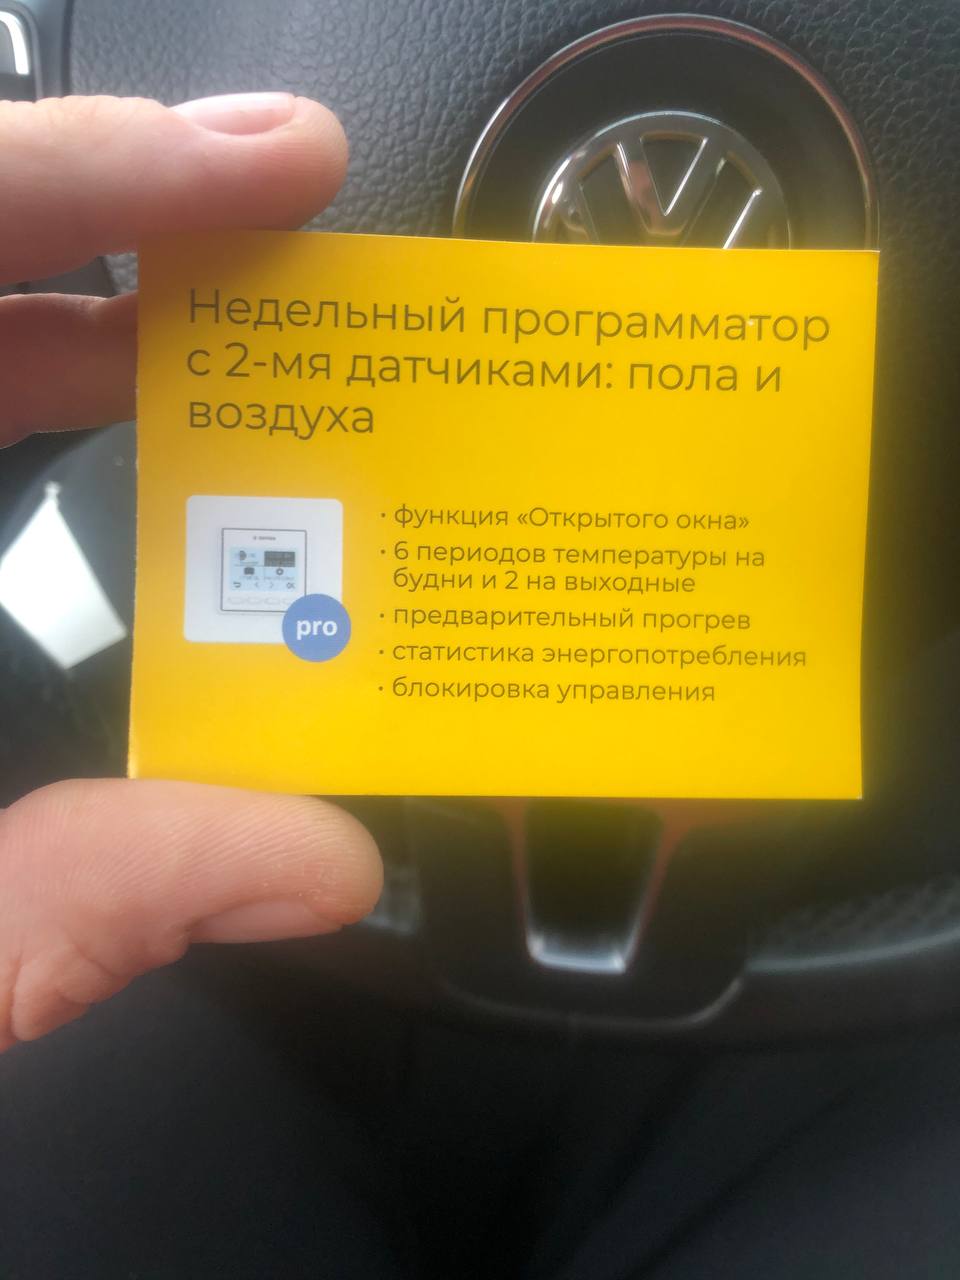 Недельный программатор
с 2-мя датчиками: пола и
воздуха
· функция «Открытого окна»
· 6 периодов температуры на
будни и 2 на выходные
· предварительный прогрев
· статистика энергопотребления
· блокировка управления
pro